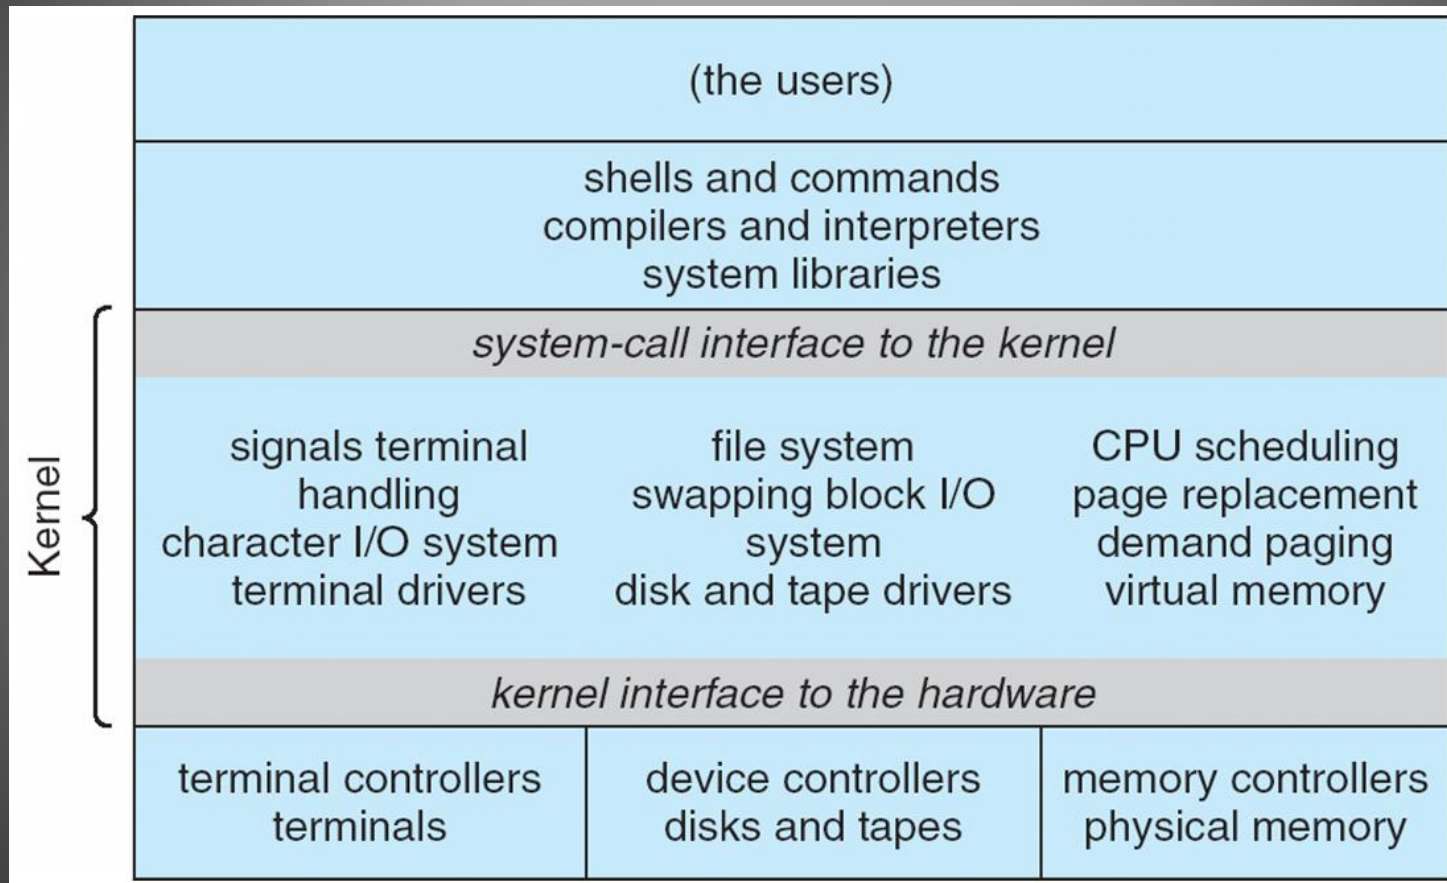 (the users)
shells and commands
compilers and interpreters
system libraries
Kernel
system-call interface to the kernel
signals terminal
handling
character I/O system
terminal drivers
file system
swapping block I/O
system
disk and tape drivers
CPU scheduling
page replacement
demand paging
virtual memory
kernel interface to the hardware
terminal controllers
terminals
device controllers
disks and tapes
memory controllers
physical memory